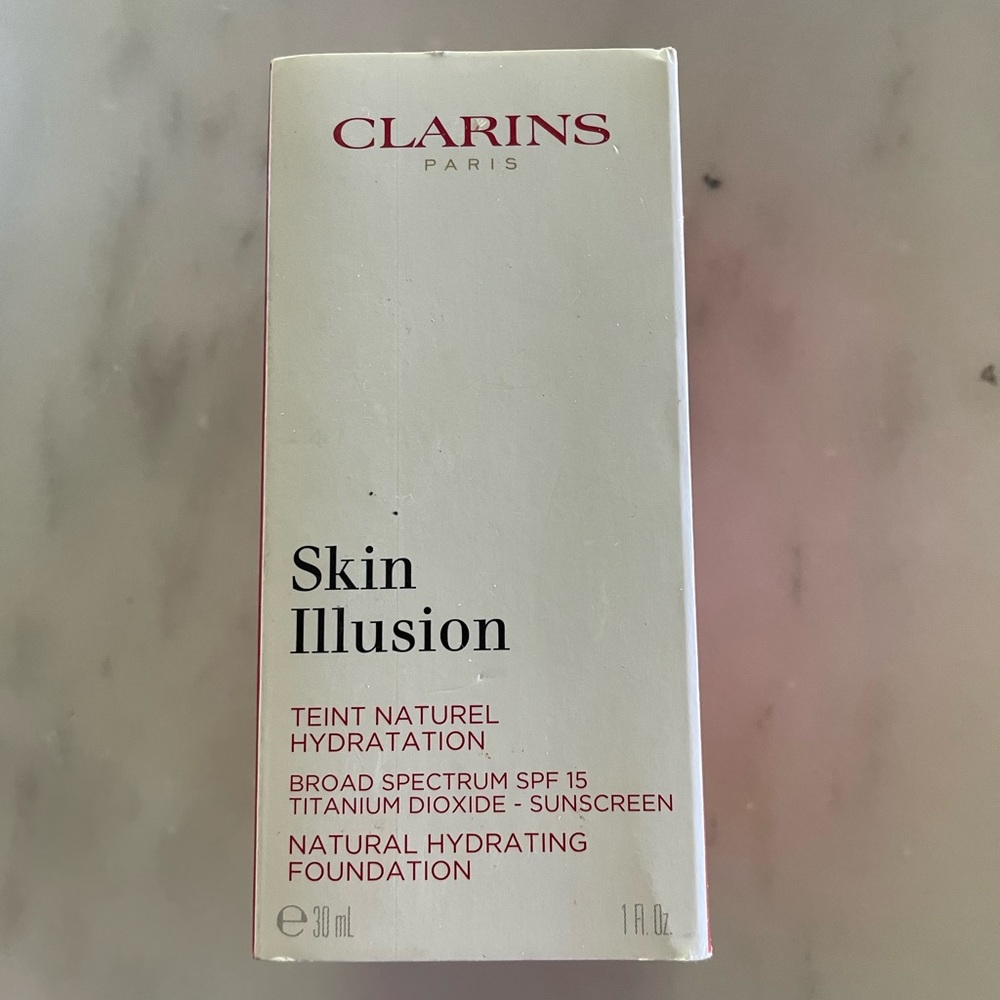 CLARINS
PARIS
Skin
Illusion
TEINT NATUREL
HYDRATATION
BROAD SPECTRUM SPF 15
TITANIUM DIOXIDE - SUNSCREEN
NATURAL HYDRATING
FOUNDATION
℮ 30 mL 1 Fl. Oz.